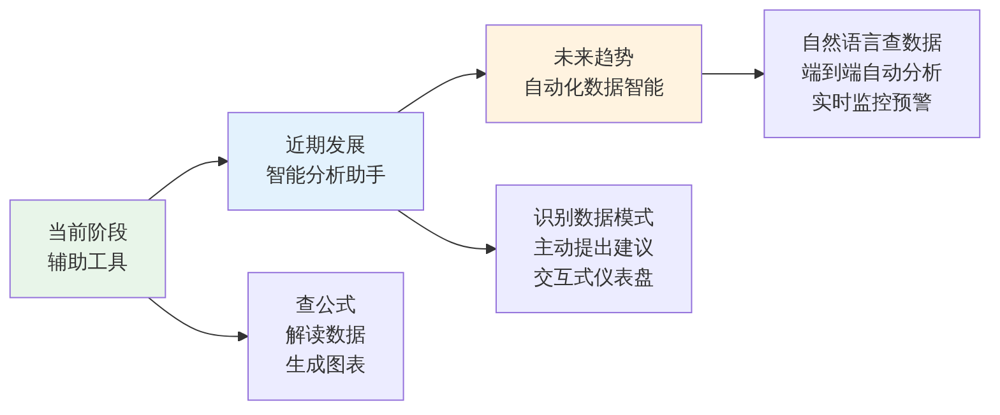 当前阶段
辅助工具
近期发展
智能分析助手
未来趋势
自动化数据智能
自然语言查数据
端到端自动分析
实时监控预警
识别数据模式
主动提出建议
交互式仪表盘
查公式
解读数据
生成图表